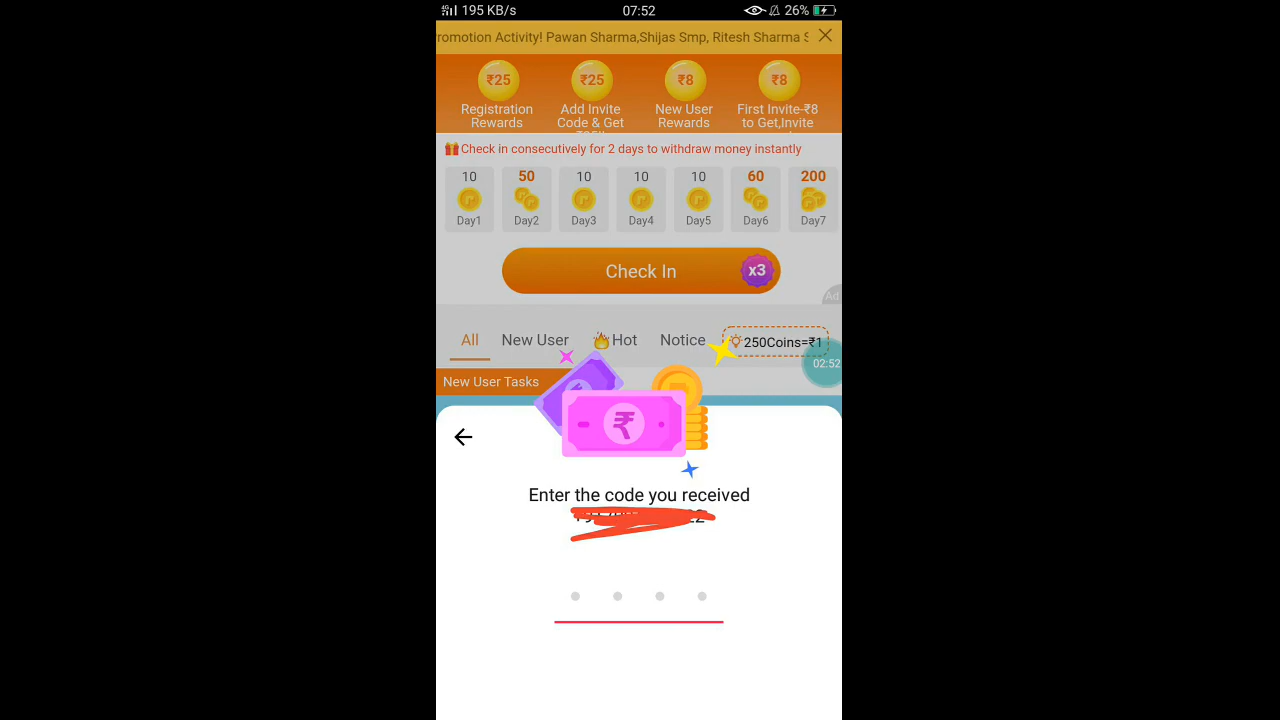 4G 195 KB/s 07:52 26%
romotion Activity! Pawan Sharma,Shijas Smp, Ritesh Sharma S
₹25 ₹25 ₹8 ₹8
Registration Rewards
Add Invite Code & Get
New User Rewards
First Invite-₹8 to Get,Invite
Check in consecutively for 2 days to withdraw money instantly
10 50 10 10 10 60 200
Day1 Day2 Day3 Day4 Day5 Day6 Day7
Check In x3
Ad
All New User Hot Notice 250Coins=₹1
02:52
New User Tasks
₹
Enter the code you received